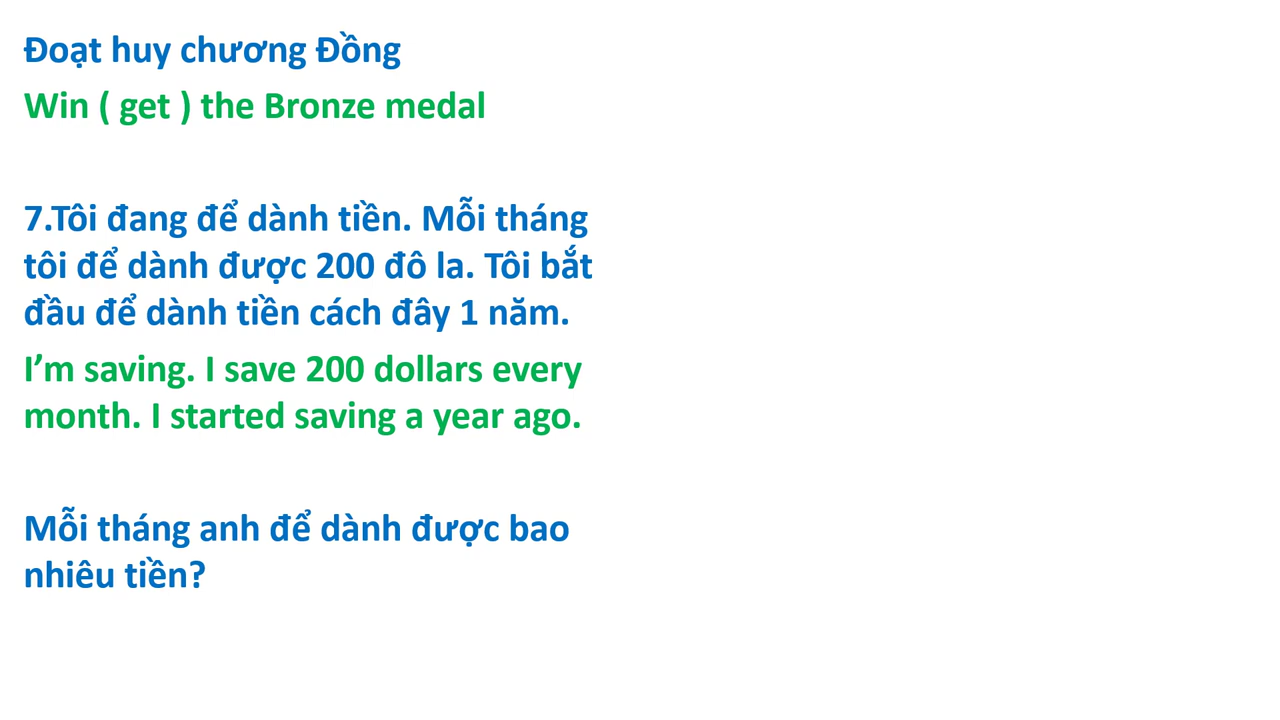 Đoạt huy chương Đồng
Win ( get ) the Bronze medal
7.Tôi đang để dành tiền. Mỗi tháng
tôi để dành được 200 đô la. Tôi bắt
đầu để dành tiền cách đây 1 năm.
I’m saving. I save 200 dollars every
month. I started saving a year ago.
Mỗi tháng anh để dành được bao
nhiêu tiền?